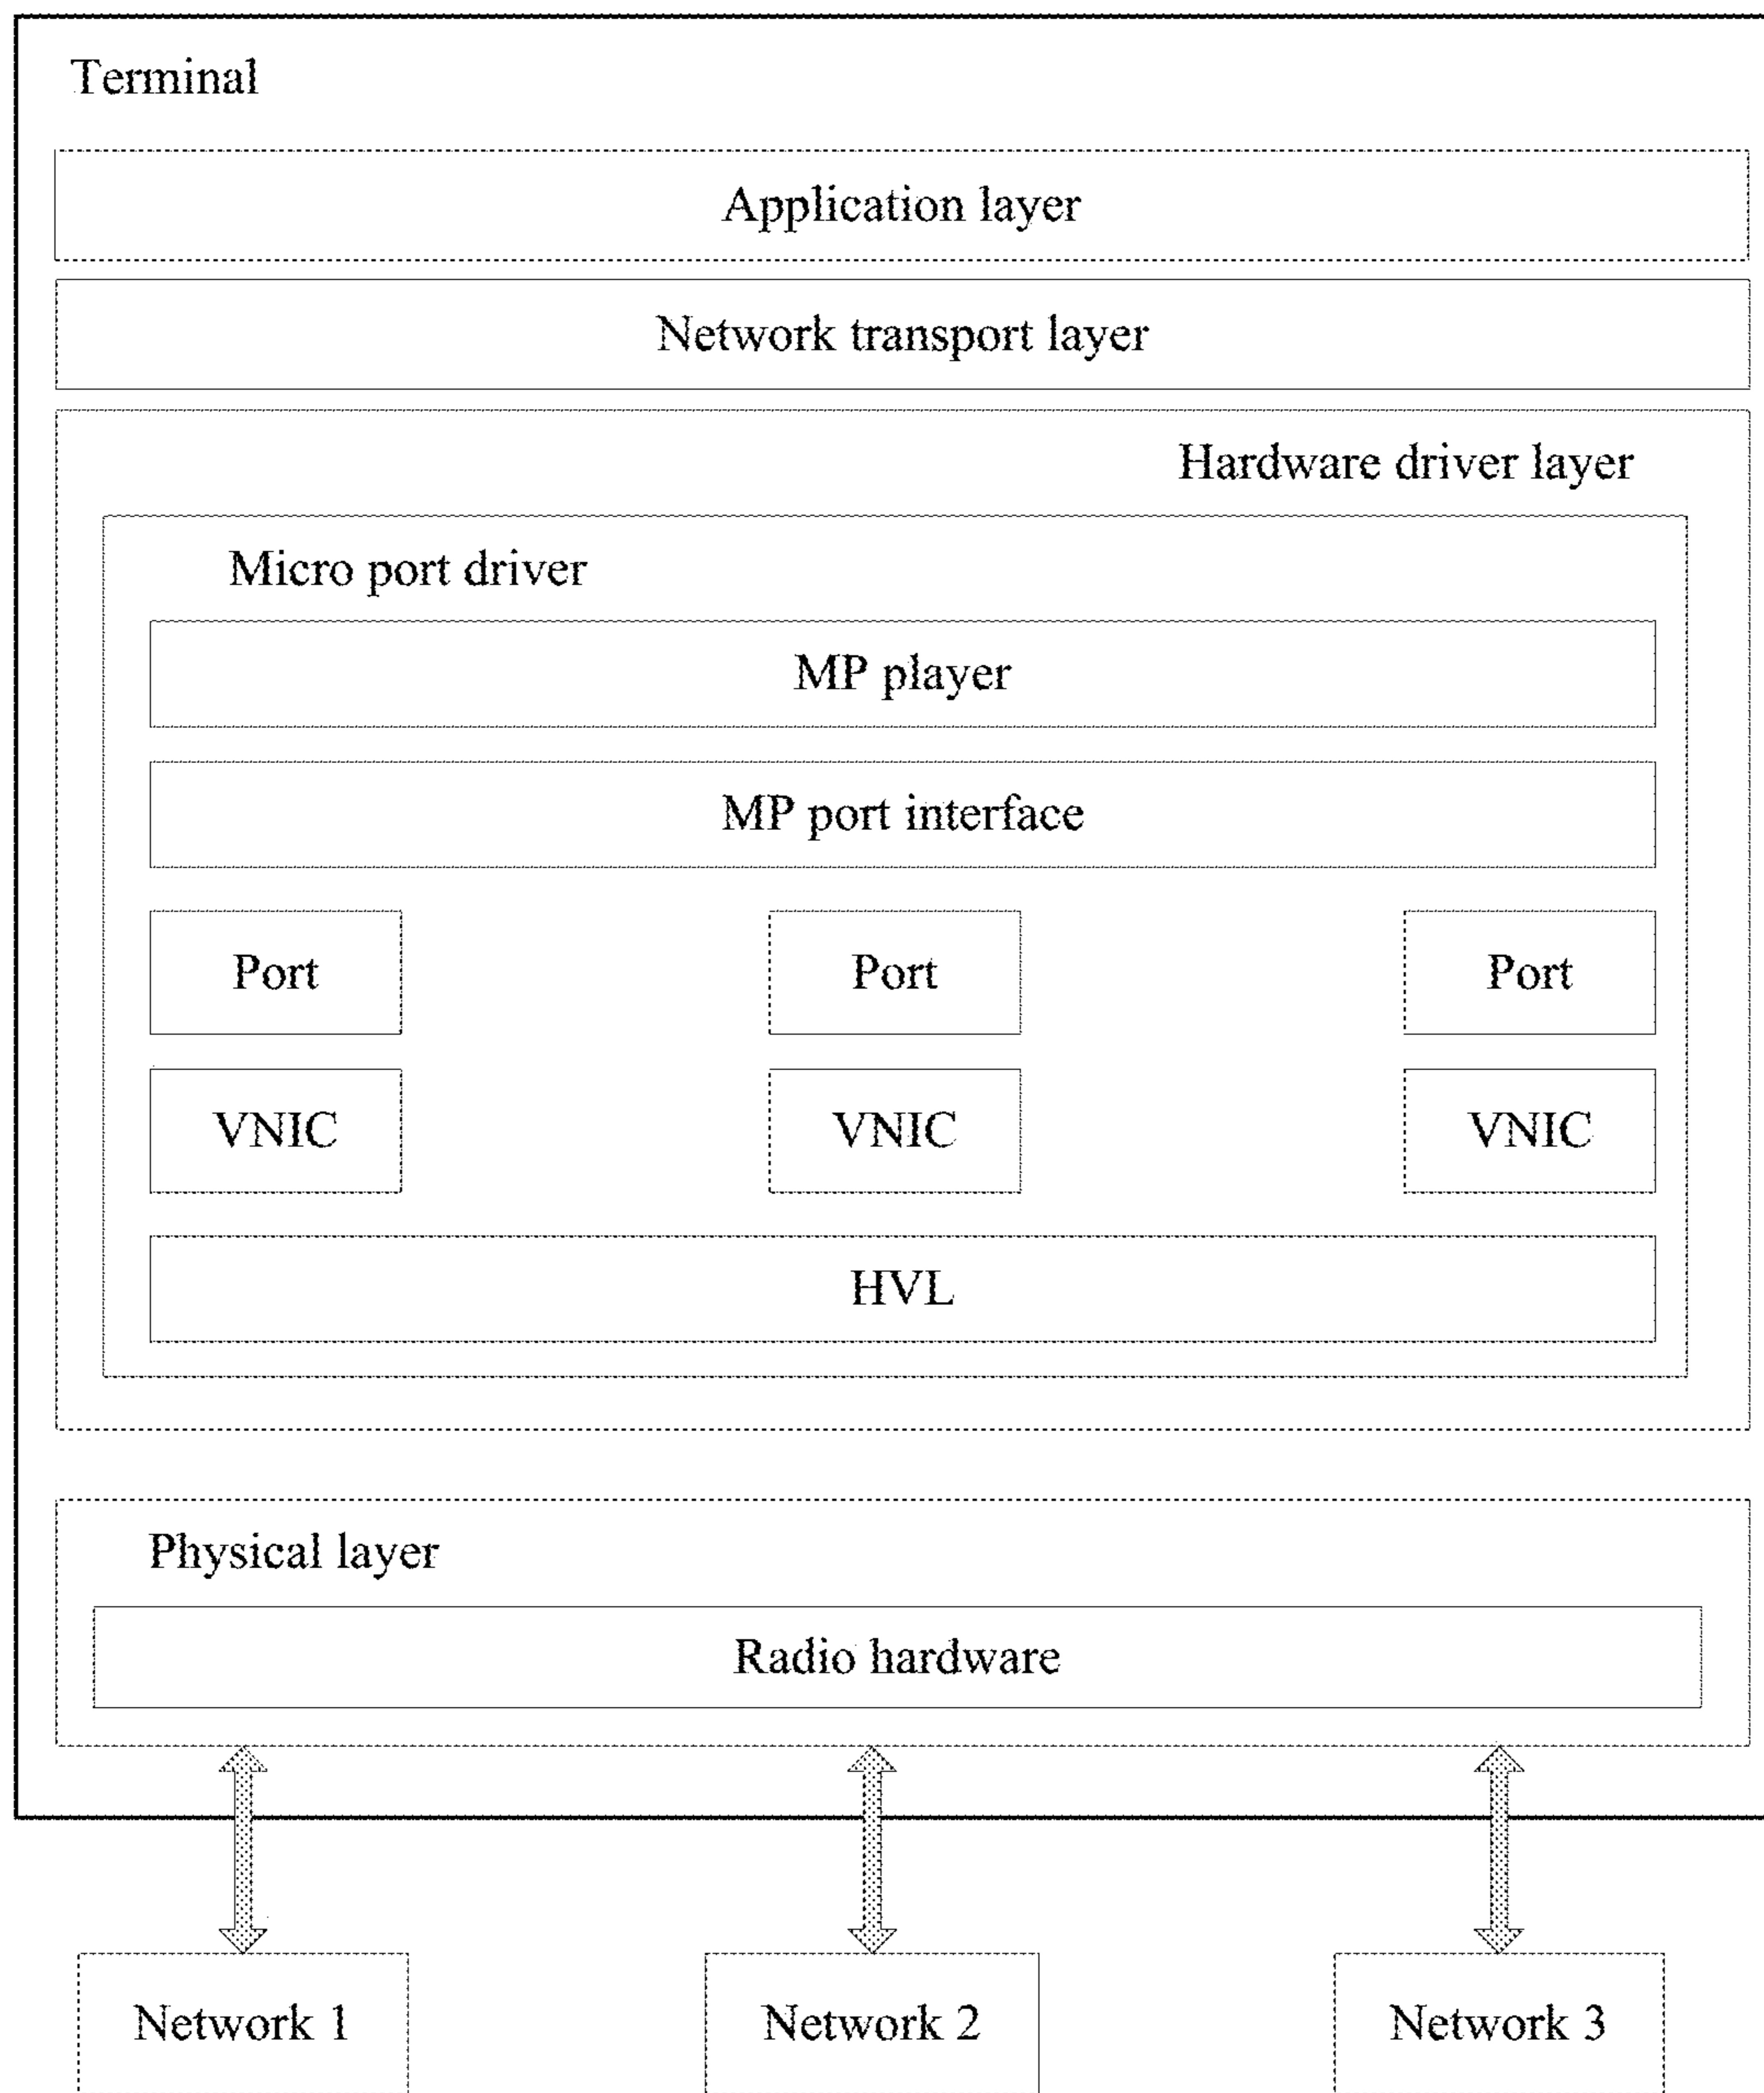 Terminal
Application layer
Network transport layer
Hardware driver layer
Micro port driver
MP player
MP port interface
Port Port Port
VNIC VNIC VNIC
HVL
Physical layer
Radio hardware
Network 1 Network 2 Network 3